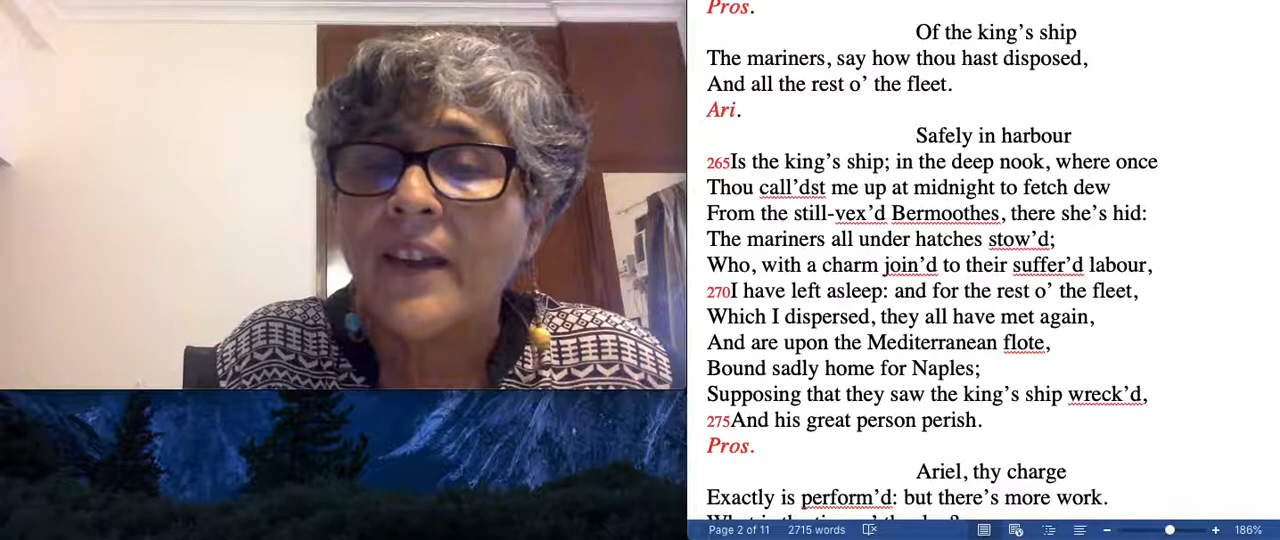 Pros.
Of the king's ship
The mariners, say how thou hast disposed,
And all the rest o' the fleet.
Ari.
Safely in harbour
265Is the king's ship; in the deep nook, where once
Thou call'dst me up at midnight to fetch dew
From the still-vex'd Bermoothes, there she's hid:
The mariners all under hatches stow'd;
Who, with a charm join'd to their suffer'd labour,
270I have left asleep: and for the rest o' the fleet,
Which I dispersed, they all have met again,
And are upon the Mediterranean flote,
Bound sadly home for Naples;
Supposing that they saw the king's ship wreck'd,
275And his great person perish.
Pros.
Ariel, thy charge
Exactly is perform'd: but there's more work.
Page 2 of 11 2715 words 186%